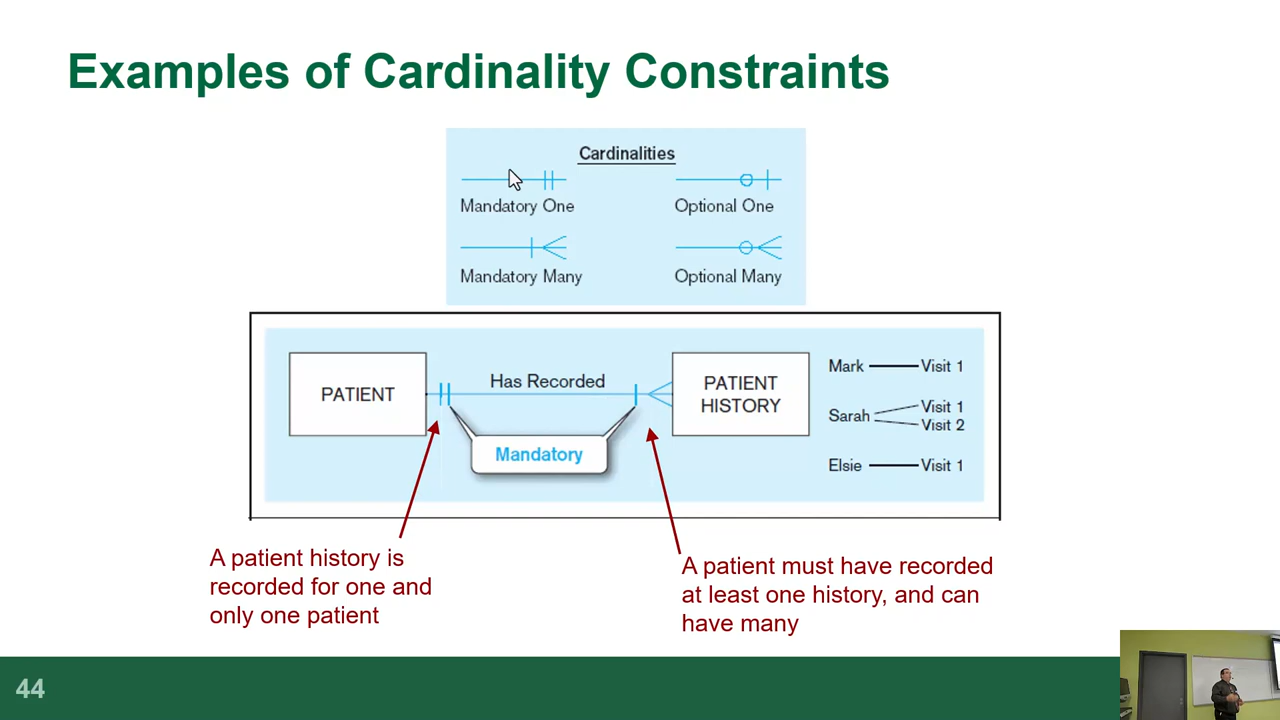 Examples of Cardinality Constraints
Cardinalities
Mandatory One
Optional One
Mandatory Many
Optional Many
PATIENT
Has Recorded
Mandatory
PATIENT
HISTORY
Mark
Visit 1
Sarah
Visit 1
Visit 2
Elsie
Visit 1
A patient history is
recorded for one and
only one patient
A patient must have recorded
at least one history, and can
have many
44